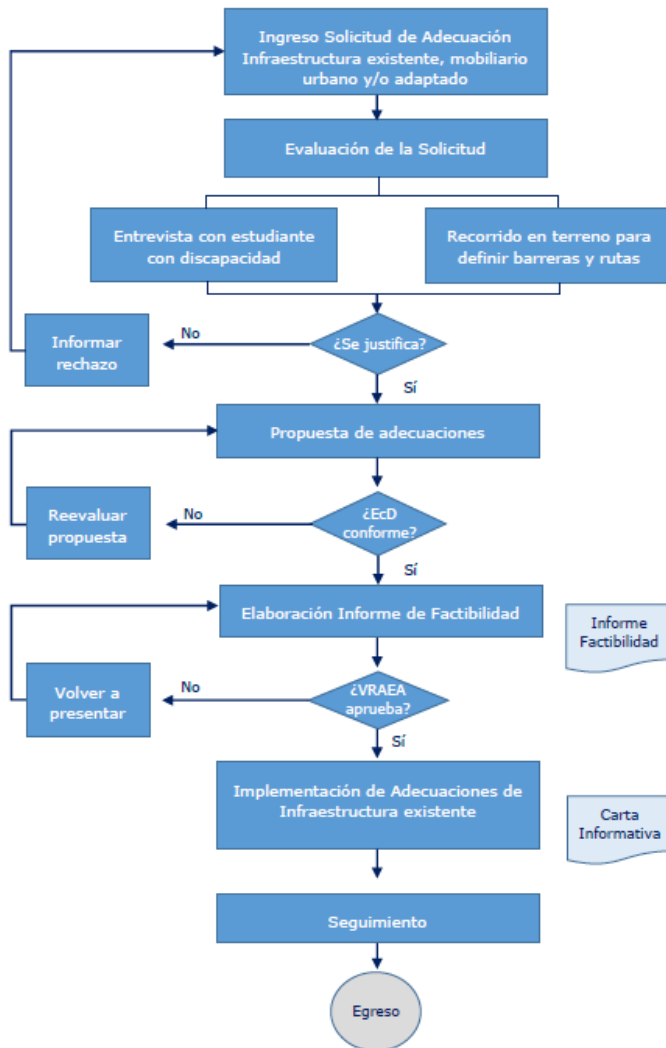 Ingreso Solicitud de Adecuación
Infraestructura existente, mobiliario
urbano y/o adaptado
Evaluación de la Solicitud
Entrevista con estudiante
con discapacidad
Recorrido en terreno para
definir barreras y rutas
¿Se justifica?
No
Informar
rechazo
Sí
Propuesta de adecuaciones
¿EcD
conforme?
No
Reevaluar
propuesta
Sí
Elaboración Informe de Factibilidad
Informe
Factibilidad
¿VRAEA
aprueba?
No
Volver a
presentar
Sí
Implementación de Adecuaciones de
Infraestructura existente
Carta
Informativa
Seguimiento
Egreso